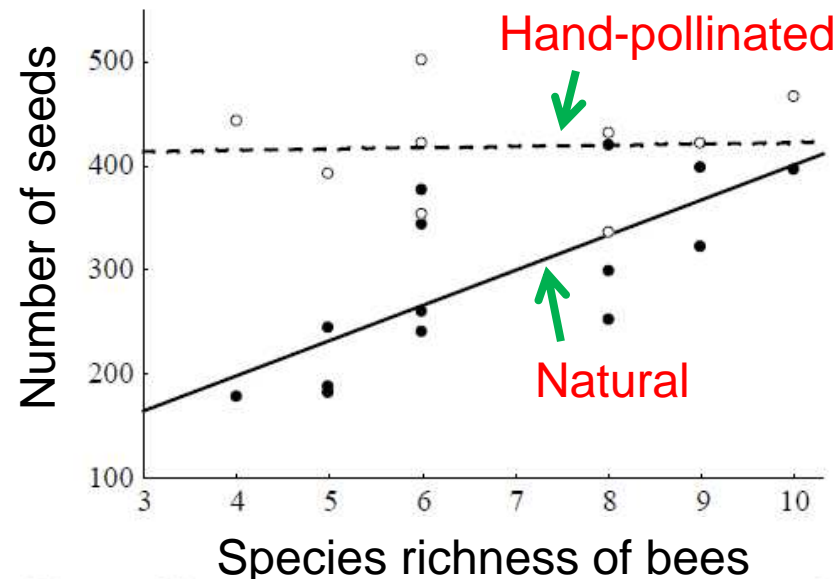 Hand-pollinated
Number of seeds
500
400
300
200
100
Natural
3 4 5 6 7 8 9 10
Species richness of bees